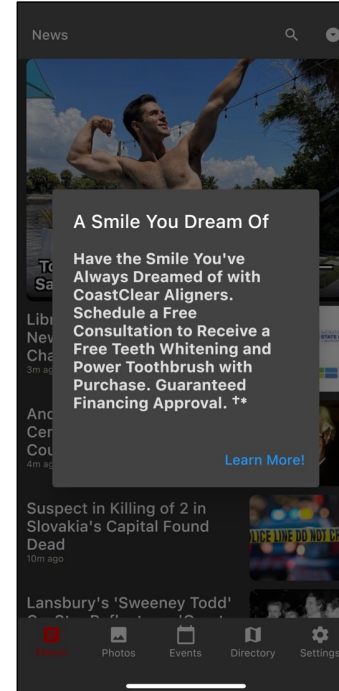 News
A Smile You Dream Of
Have the Smile You've
Always Dreamed of with
CoastClear Aligners.
Schedule a Free
Consultation to Receive a
Free Teeth Whitening and
Power Toothbrush with
Purchase. Guaranteed
Financing Approval. †*
Learn More!
3m ago
4m ago
Suspect in Killing of 2 in
Slovakia's Capital Found
Dead
10m ago
Lansbury's 'Sweeney Todd'
Photos
Events
Directory
Settings